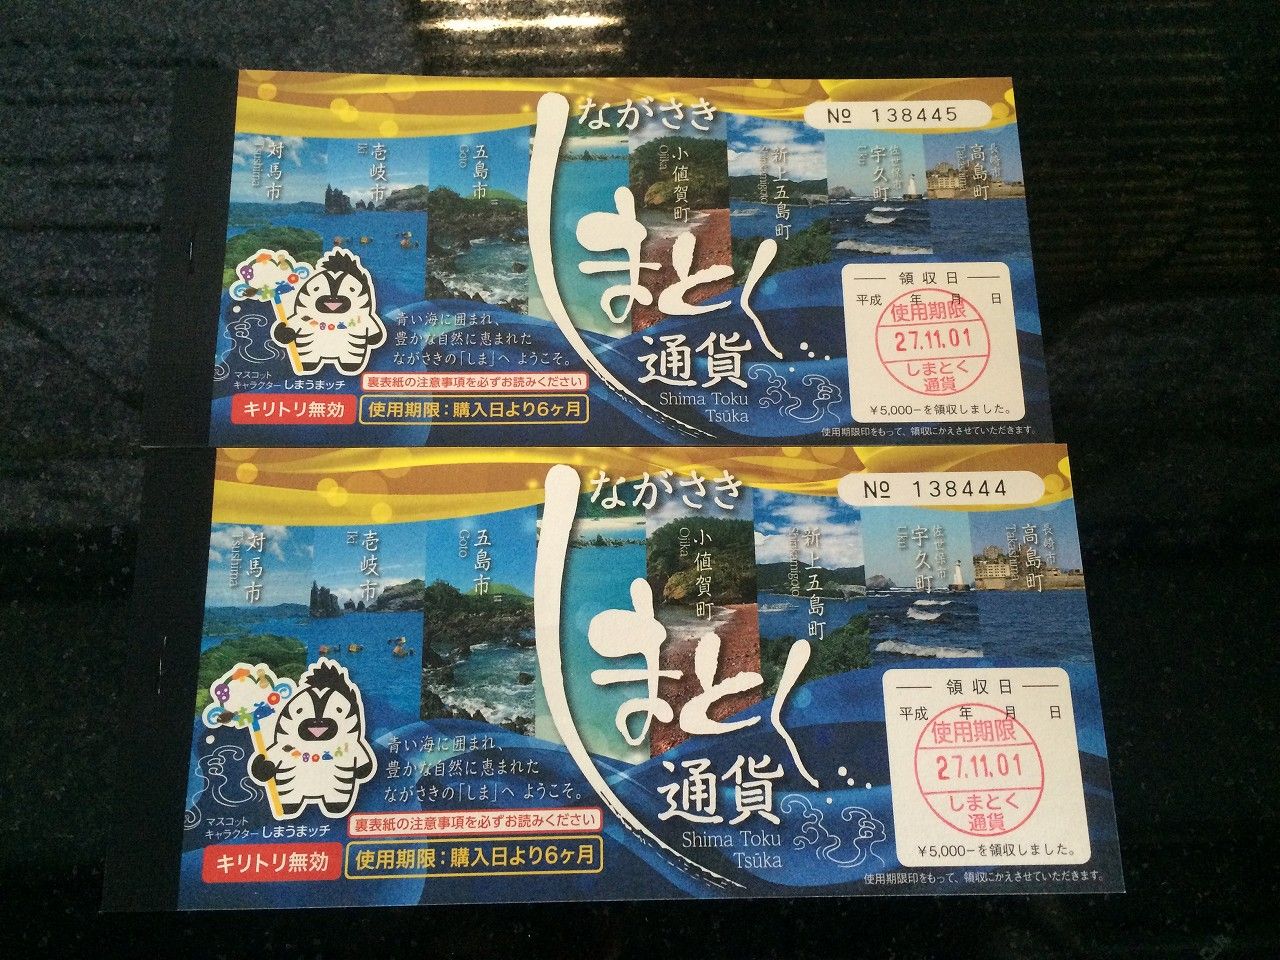 ながさき
しまとく
通貨
Shima Toku
Tsūka
№ 138445
対馬市
Tsushima
壱岐市
Iki
五島市
Goto
小値賀町
Ojika
新上五島町
Shinkamigoto
佐世保市
宇久町
Uku
長崎市
高島町
Takashima
青い海に囲まれ、
豊かな自然に恵まれた
ながさきの「しま」へ ようこそ。
マスコット
キャラクター しまうまッチ
裏表紙の注意事項を必ずお読みください
キリトリ無効
使用期限:購入日より6ヶ月
領収日
平成 年 月 日
使用期限
27.11.01
しまとく
通貨
¥5,000-を領収しました。
使用期限印をもって、領収にかえさせていただきます。
ながさき
しまとく
通貨
Shima Toku
Tsūka
№ 138444
対馬市
Tsushima
壱岐市
Iki
五島市
Goto
小値賀町
Ojika
新上五島町
Shinkamigoto
佐世保市
宇久町
Uku
長崎市
高島町
Takashima
青い海に囲まれ、
豊かな自然に恵まれた
ながさきの「しま」へ ようこそ。
マスコット
キャラクター しまうまッチ
裏表紙の注意事項を必ずお読みください
キリトリ無効
使用期限:購入日より6ヶ月
領収日
平成 年 月 日
使用期限
27.11.01
しまとく
通貨
¥5,000-を領収しました。
使用期限印をもって、領収にかえさせていただきます。